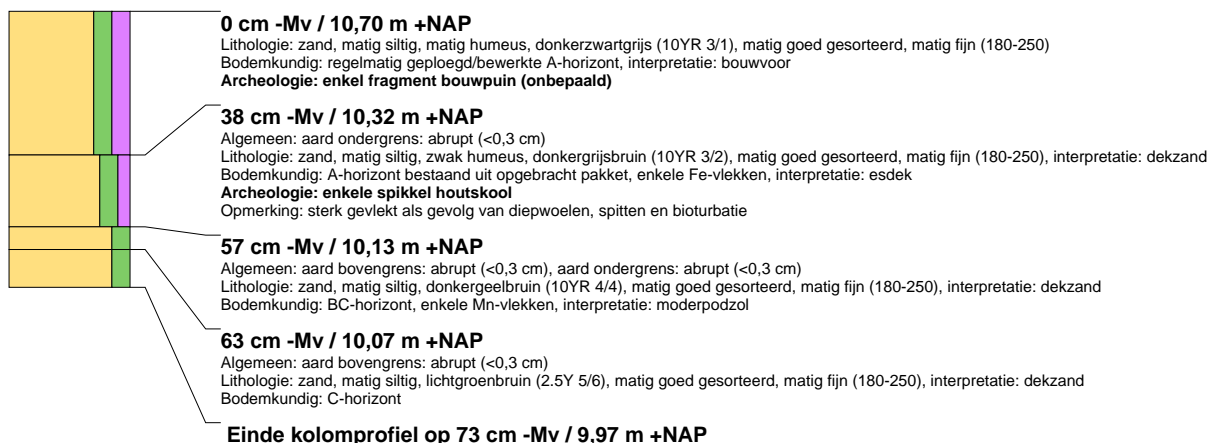 0 cm -Mv / 10,70 m +NAP
Lithologie: zand, matig siltig, matig humeus, donkerzwartgrijs (10YR 3/1), matig goed gesorteerd, matig fijn (180-250)
Bodemkundig: regelmatig geploegd/bewerkte A-horizont, interpretatie: bouwvoor
Archeologie: enkel fragment bouwpuin (onbepaald)
38 cm -Mv / 10,32 m +NAP
Algemeen: aard ondergrens: abrupt (<0,3 cm)
Lithologie: zand, matig siltig, zwak humeus, donkergrijsbruin (10YR 3/2), matig goed gesorteerd, matig fijn (180-250), interpretatie: dekzand
Bodemkundig: A-horizont bestaand uit opgebracht pakket, enkele Fe-vlekken, interpretatie: esdek
Archeologie: enkele spikkel houtskool
Opmerking: sterk gevlekt als gevolg van diepwoelen, spitten en bioturbatie
57 cm -Mv / 10,13 m +NAP
Algemeen: aard bovengrens: abrupt (<0,3 cm), aard ondergrens: abrupt (<0,3 cm)
Lithologie: zand, matig siltig, donkergeelbruin (10YR 4/4), matig goed gesorteerd, matig fijn (180-250), interpretatie: dekzand
Bodemkundig: BC-horizont, enkele Mn-vlekken, interpretatie: moderpodzol
63 cm -Mv / 10,07 m +NAP
Algemeen: aard bovengrens: abrupt (<0,3 cm)
Lithologie: zand, matig siltig, lichtgroenbruin (2.5Y 5/6), matig goed gesorteerd, matig fijn (180-250), interpretatie: dekzand
Bodemkundig: C-horizont
Einde kolomprofiel op 73 cm -Mv / 9,97 m +NAP